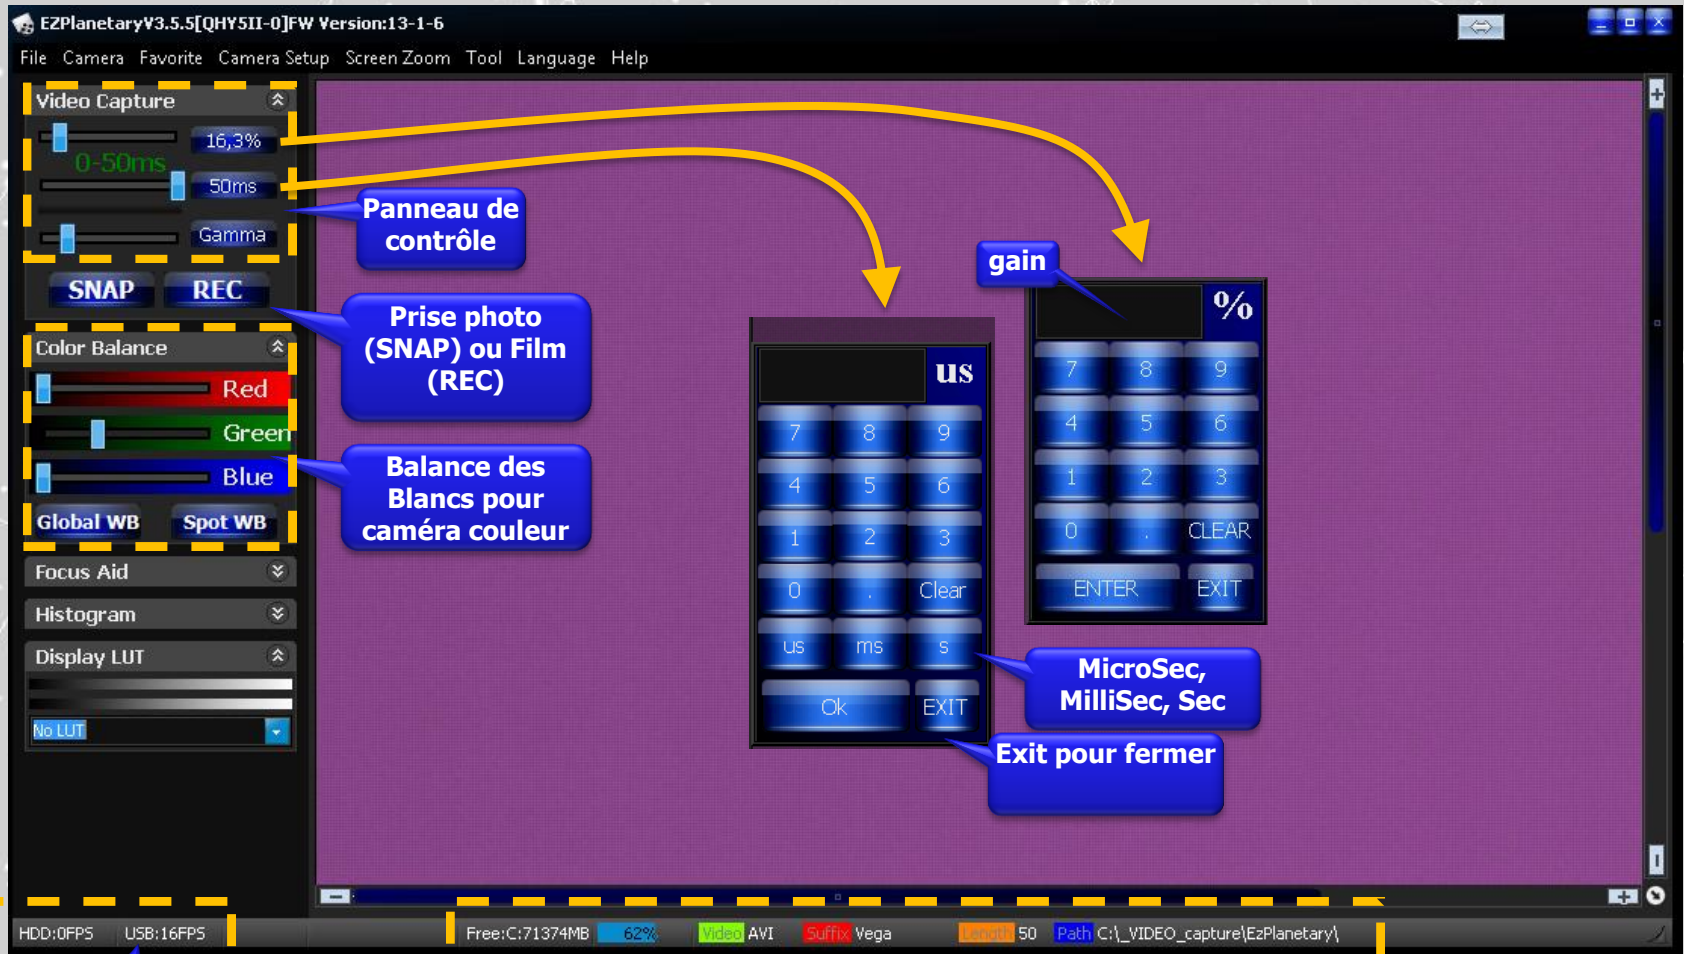 EZPlanetaryV3.5.5[QHY5II-0]FW Version:13-1-6
File Camera Favorite Camera Setup Screen Zoom Tool Language Help
Video Capture
16,3%
0-50ms
50ms
Gamma
SNAP REC
Panneau de
contrôle
Prise photo
(SNAP) ou Film
(REC)
Color Balance
Red
Green
Blue
Global WB Spot WB
Balance des
Blancs pour
caméra couleur
Focus Aid
Histogram
Display LUT
No LUT
us
7 8 9
4 5 6
1 2 3
0 . Clear
us ms s
Ok EXIT
gain
%
7 8 9
4 5 6
1 2 3
0 . CLEAR
ENTER EXIT
MicroSec,
MilliSec, Sec
Exit pour fermer
HDD:0FPS USB:16FPS Free:C:71374MB 62% Video AVI Suffix Vega Length 50 Path C:\_VIDEO_capture\EzPlanetary\